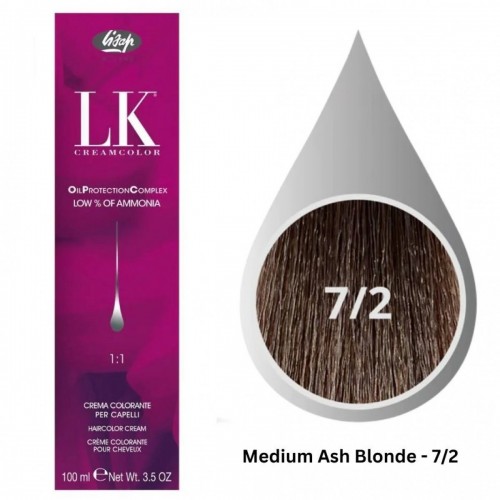 Lisap
LK
CREAMCOLOR
OILPROTECTIONCOMPLEX
LOW % OF AMMONIA
1:1
CREMA COLORANTE
PER CAPELLI
HAIRCOLOR CREAM
CRÈME COLORANTE
POUR CHEVEUX
100 ml ℮ Net Wt. 3.5 OZ
7/2
Medium Ash Blonde - 7/2